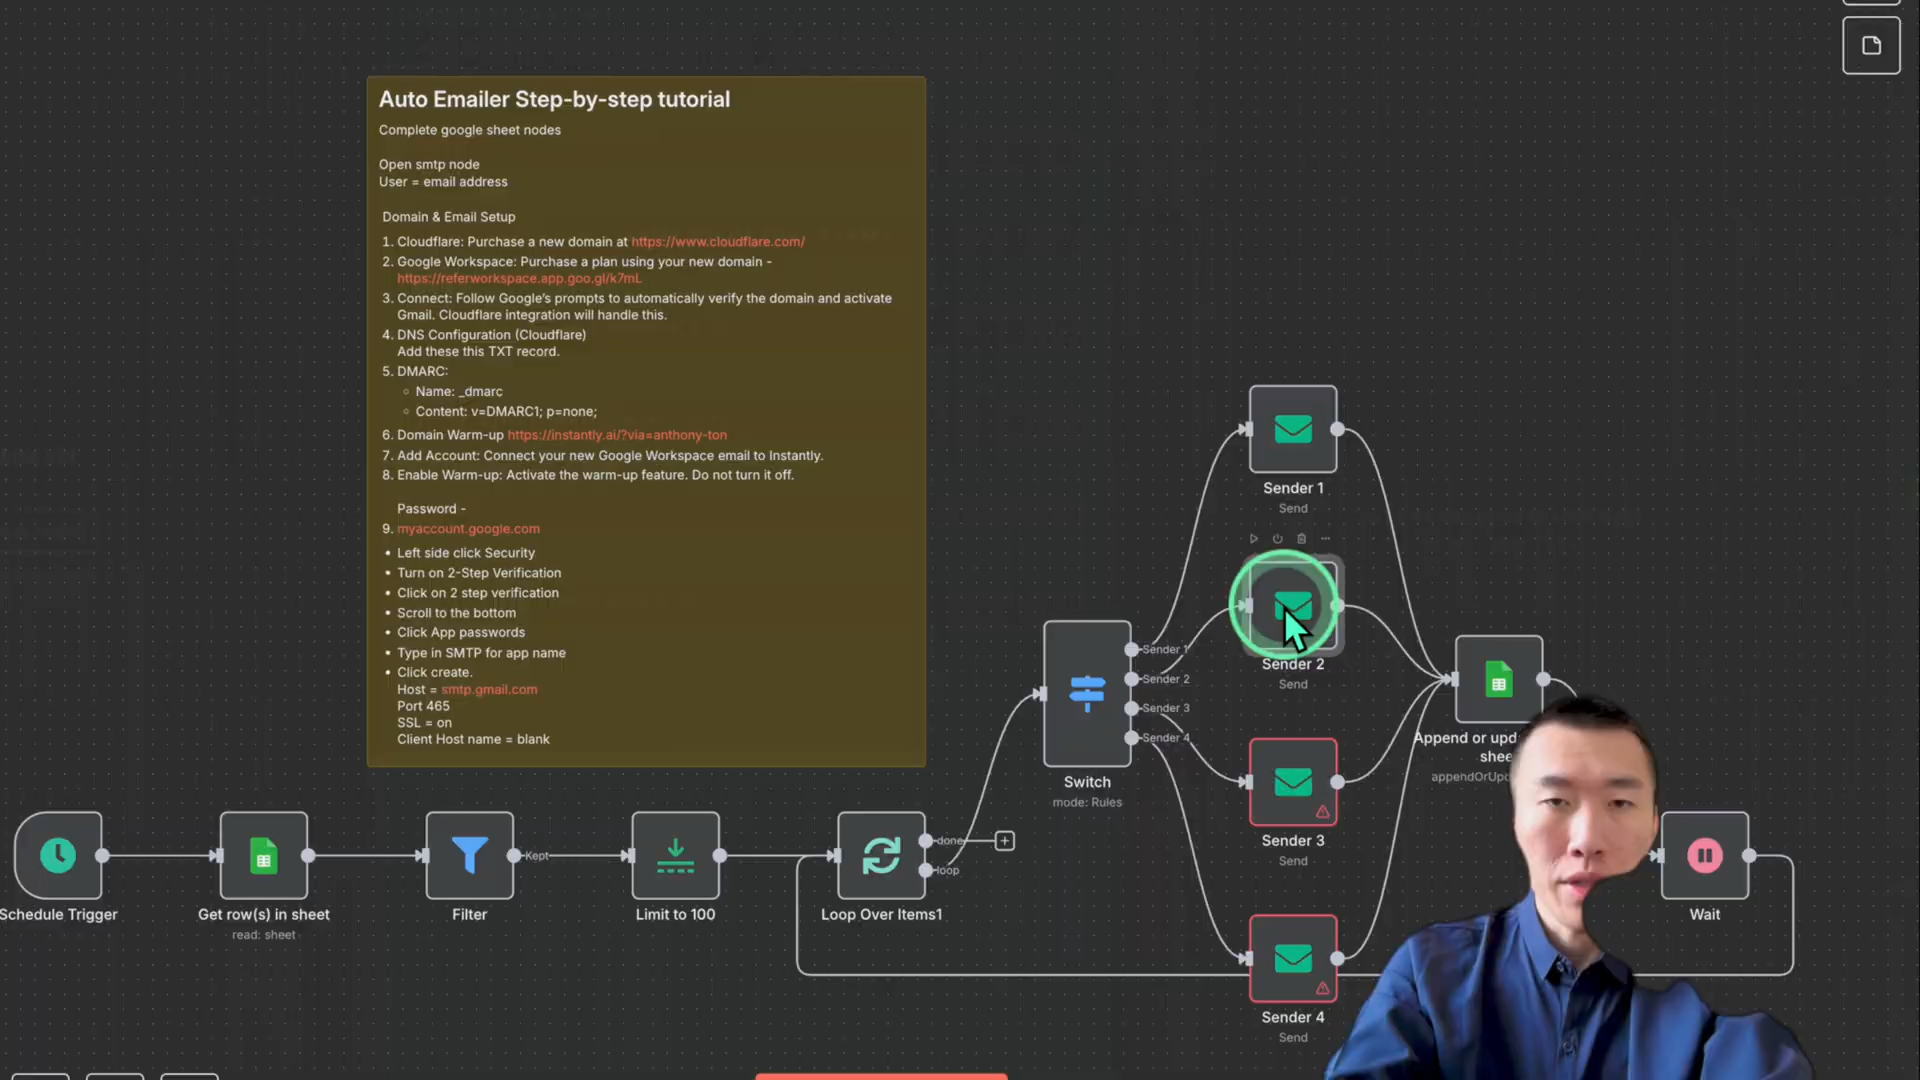 Auto Emailer Step-by-step tutorial
Complete google sheet nodes
Open smtp node
User = email address
Domain & Email Setup
1. Cloudflare: Purchase a new domain at https://www.cloudflare.com/
2. Google Workspace: Purchase a plan using your new domain -
https://referworkspace.app.goo.gl/k7mL
3. Connect: Follow Google's prompts to automatically verify the domain and activate
Gmail. Cloudflare integration will handle this.
4. DNS Configuration (Cloudflare)
Add these this TXT record.
5. DMARC:
○ Name: _dmarc
○ Content: v=DMARC1; p=none;
6. Domain Warm-up https://instantly.ai/?via=anthony-ton
7. Add Account: Connect your new Google Workspace email to Instantly.
8. Enable Warm-up: Activate the warm-up feature. Do not turn it off.
Password -
9. myaccount.google.com
• Left side click Security
• Turn on 2-Step Verification
• Click on 2 step verification
• Scroll to the bottom
• Click App passwords
• Type in SMTP for app name
• Click create.
Host = smtp.gmail.com
Port 465
SSL = on
Client Host name = blank
Schedule Trigger
Get row(s) in sheet
read: sheet
Filter
Kept
Limit to 100
Loop Over Items1
done
loop
Switch
mode: Rules
Sender 1
Sender 2
Sender 3
Sender 4
Sender 1
Send
Sender 2
Send
Sender 3
Send
Sender 4
Send
Append or upd
shee
appendOrUpd
Wait